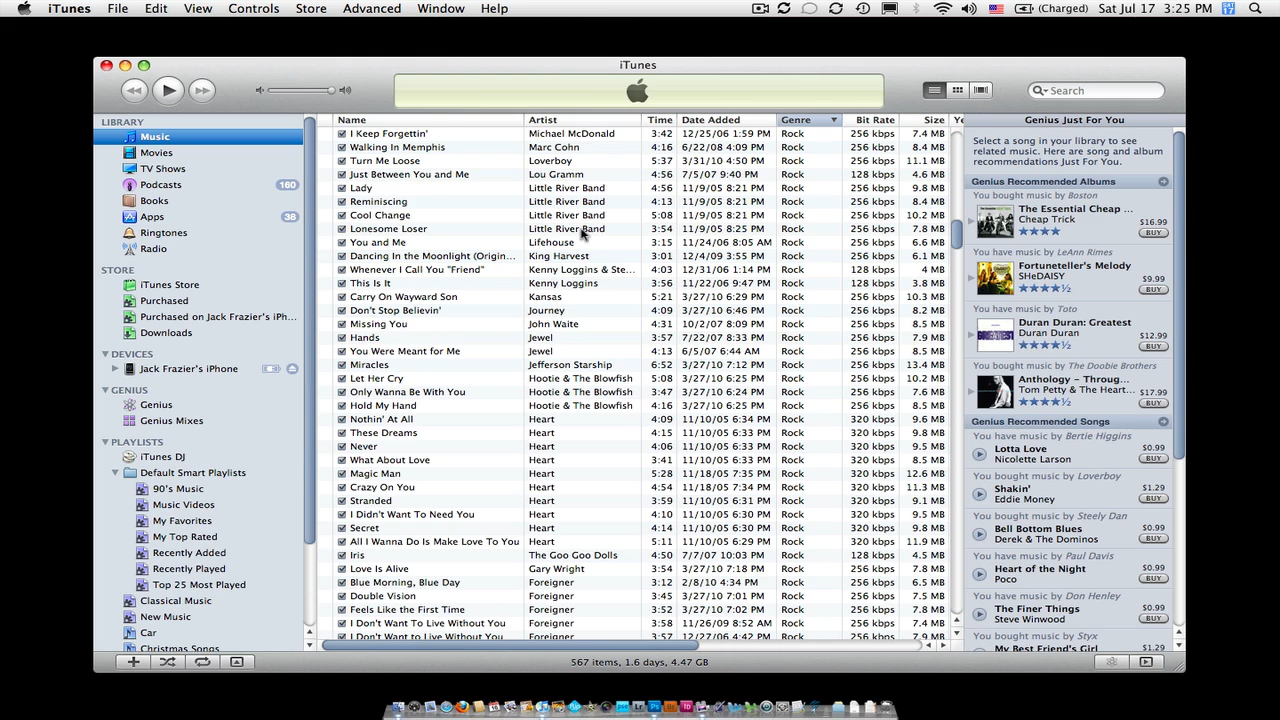 iTunes File Edit View Controls Store Advanced Window Help (Charged) Sat Jul 17 3:25 PM
iTunes
Search
LIBRARY
Music
Movies
TV Shows
Podcasts 160
Books
Apps 38
Ringtones
Radio
STORE
iTunes Store
Purchased
Purchased on Jack Frazier's iPh...
Downloads
DEVICES
Jack Frazier's iPhone
GENIUS
Genius
Genius Mixes
PLAYLISTS
iTunes DJ
Default Smart Playlists
90's Music
Music Videos
My Favorites
My Top Rated
Recently Added
Recently Played
Top 25 Most Played
Classical Music
New Music
Car
Christmas Songs
Name Artist Time Date Added Genre Bit Rate Size Ye
I Keep Forgettin' Michael McDonald 3:42 12/25/06 1:59 PM Rock 256 kbps 7.4 MB
Walking In Memphis Marc Cohn 4:16 6/22/08 4:09 PM Rock 256 kbps 8.4 MB
Turn Me Loose Loverboy 5:37 3/31/10 4:50 PM Rock 256 kbps 11.1 MB
Just Between You and Me Lou Gramm 4:56 7/5/07 9:40 PM Rock 128 kbps 4.6 MB
Lady Little River Band 4:56 11/9/05 8:21 PM Rock 256 kbps 9.8 MB
Reminiscing Little River Band 4:13 11/9/05 8:21 PM Rock 256 kbps 8.4 MB
Cool Change Little River Band 5:08 11/9/05 8:21 PM Rock 256 kbps 10.2 MB
Lonesome Loser Little River Band 3:54 11/9/05 8:21 PM Rock 256 kbps 7.8 MB
You and Me Lifehouse 3:15 11/24/06 8:05 AM Rock 256 kbps 6.6 MB
Dancing In the Moonlight (Origin... King Harvest 3:01 12/4/09 3:55 PM Rock 256 kbps 6.1 MB
Whenever I Call You "Friend" Kenny Loggins & Ste... 4:03 12/31/06 1:14 PM Rock 128 kbps 4 MB
This Is It Kenny Loggins 3:56 11/22/06 9:47 PM Rock 128 kbps 3.8 MB
Carry On Wayward Son Kansas 5:21 3/27/10 6:29 PM Rock 256 kbps 10.3 MB
Don't Stop Believin' Journey 4:09 3/27/10 6:46 PM Rock 256 kbps 8.2 MB
Missing You John Waite 4:31 10/2/07 8:09 PM Rock 256 kbps 8.5 MB
Hands Jewel 3:57 7/22/07 8:33 PM Rock 256 kbps 7.9 MB
You Were Meant for Me Jewel 4:13 6/5/07 6:44 AM Rock 256 kbps 8.5 MB
Miracles Jefferson Starship 6:52 3/7/10 7:12 PM Rock 256 kbps 13.4 MB
Let Her Cry Hootie & The Blowfish 5:08 3/27/10 6:25 PM Rock 256 kbps 10.2 MB
Only Wanna Be With You Hootie & The Blowfish 3:47 3/27/10 6:24 PM Rock 256 kbps 7.6 MB
Hold My Hand Hootie & The Blowfish 4:16 3/27/10 6:24 PM Rock 256 kbps 8.5 MB
Nothin' At All Heart 4:09 11/10/05 6:34 PM Rock 320 kbps 9.6 MB
These Dreams Heart 4:15 11/10/05 6:33 PM Rock 320 kbps 9.8 MB
Never Heart 4:07 11/10/05 6:33 PM Rock 320 kbps 9.5 MB
What About Love Heart 3:41 11/10/05 6:33 PM Rock 320 kbps 8.5 MB
Magic Man Heart 5:28 11/18/05 7:35 PM Rock 320 kbps 12.6 MB
Crazy On You Heart 4:54 11/18/05 7:34 PM Rock 320 kbps 11.3 MB
Stranded Heart 3:59 11/10/05 6:31 PM Rock 320 kbps 9.1 MB
I Didn't Want To Need You Heart 4:10 11/10/05 6:30 PM Rock 320 kbps 9.5 MB
Secret Heart 4:14 11/10/05 6:30 PM Rock 320 kbps 9.8 MB
All I Wanna Do Is Make Love To You Heart 5:11 11/10/05 6:29 PM Rock 320 kbps 11.9 MB
Iris The Goo Goo Dolls 4:50 7/7/07 10:03 PM Rock 128 kbps 4.5 MB
Love Is Alive Gary Wright 3:54 3/27/10 7:18 PM Rock 256 kbps 7.8 MB
Blue Morning, Blue Day Foreigner 3:12 2/8/10 4:34 PM Rock 256 kbps 6.4 MB
Double Vision Foreigner 3:45 3/27/10 7:01 PM Rock 256 kbps 7.5 MB
Feels Like the First Time Foreigner 3:52 3/27/10 7:02 PM Rock 256 kbps 7.8 MB
I Don't Want To Live Without You Foreigner 3:58 11/26/09 8:52 AM Rock 256 kbps 7.9 MB
I Don't Want to Live Without You Foreigner 3:56 12/27/06 4:42 PM Rock 256 kbps 7.9 MB
Genius Just For You
Select a song in your library to see
related music. Here are song and album
recommendations Just For You.
Genius Recommended Albums
You bought music by Boston
The Essential Cheap ...
Cheap Trick
$16.99
BUY
You have music by LeAnn Rimes
Fortuneteller's Melody
SHeDAISY
$9.99
BUY
You have music by Toto
Duran Duran: Greatest
Duran Duran
$12.99
BUY
You bought music by The Doobie Brothers
Anthology - Throug...
Tom Petty & The Heart...
$17.99
BUY
Genius Recommended Songs
You have music by Bertie Higgins
Lotta Love
Nicolette Larson
$0.99
BUY
You bought music by Loverboy
Shakin'
Eddie Money
$1.29
BUY
You bought music by Steely Dan
Bell Bottom Blues
Derek & The Dominos
$0.99
BUY
You have music by Paul Davis
Heart of the Night
Poco
$0.99
BUY
You have music by Don Henley
The Finer Things
Steve Winwood
$0.99
BUY
You bought music by Styx
My Best Friend's Girl
$1.29
567 items, 1.6 days, 4.47 GB